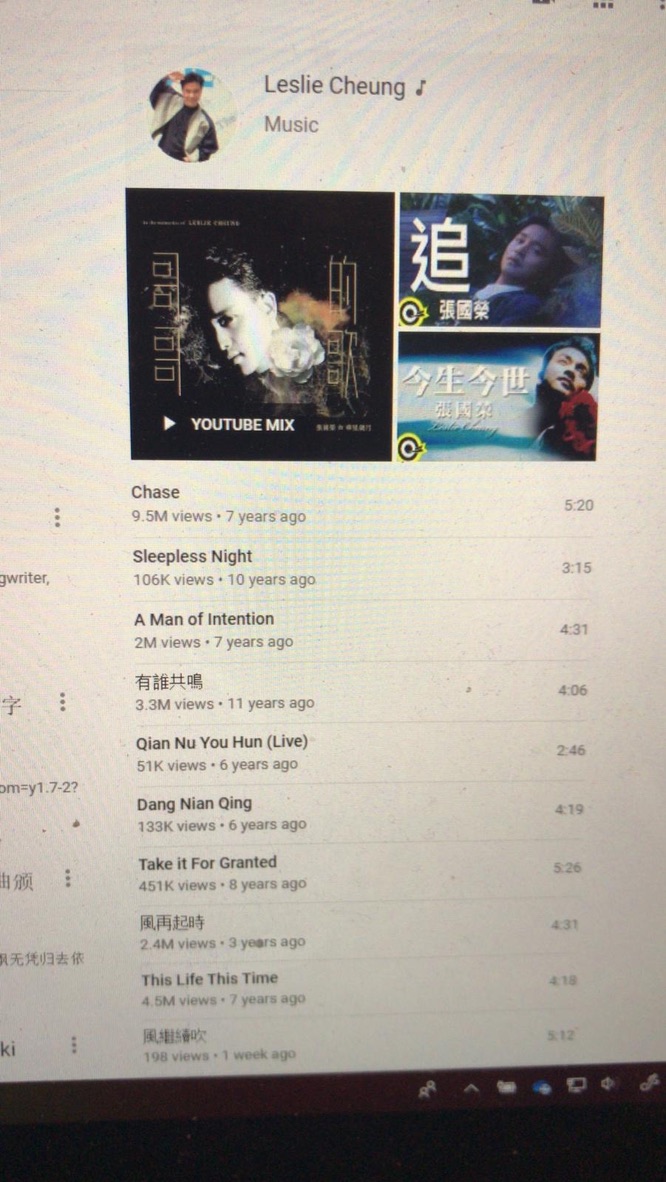 Leslie Cheung ♪
Music
In the memories of LESLIE CHEUNG
哥哥的歌
YOUTUBE MIX
追
張國榮
今生今世
張國榮
Leslie Cheung
Chase
5:20
9.5M views • 7 years ago
Sleepless Night
3:15
106K views • 10 years ago
gwriter,
A Man of Intention
4:31
2M views • 7 years ago
有誰共鳴
4:06
3.3M views • 11 years ago
字
Qian Nu You Hun (Live)
2:46
51K views • 6 years ago
om=y1.7-2?
Dang Nian Qing
4:19
133K views • 6 years ago
Take it For Granted
5:26
451K views • 8 years ago
曲颁
風再起時
4:31
2.4M views • 3 years ago
飘无凭归去依
This Life This Time
4:18
4.5M views • 7 years ago
風繼續吹
5:12
198 views • 1 week ago
ki